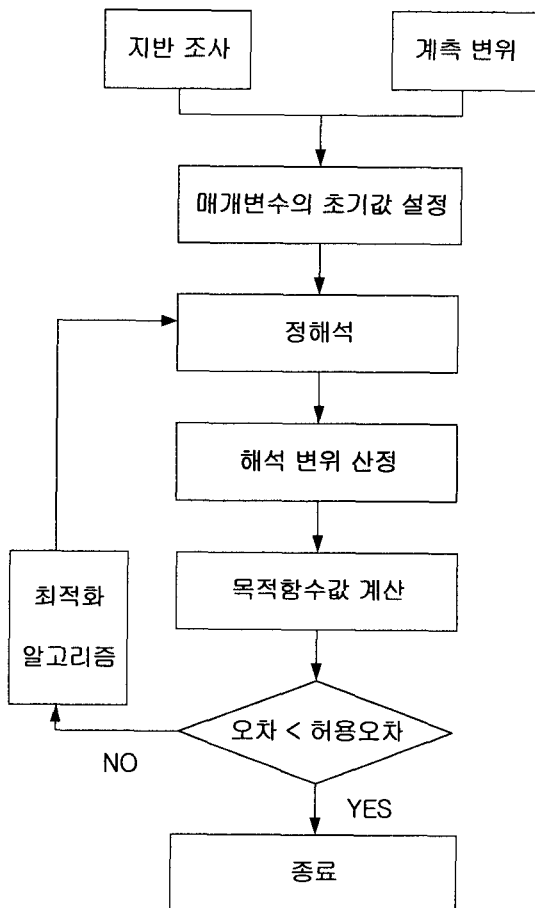 지반 조사
계측 변위
매개변수의 초기값 설정
정해석
해석 변위 산정
목적함수값 계산
최적화
알고리즘
오차 < 허용오차
NO
YES
종료